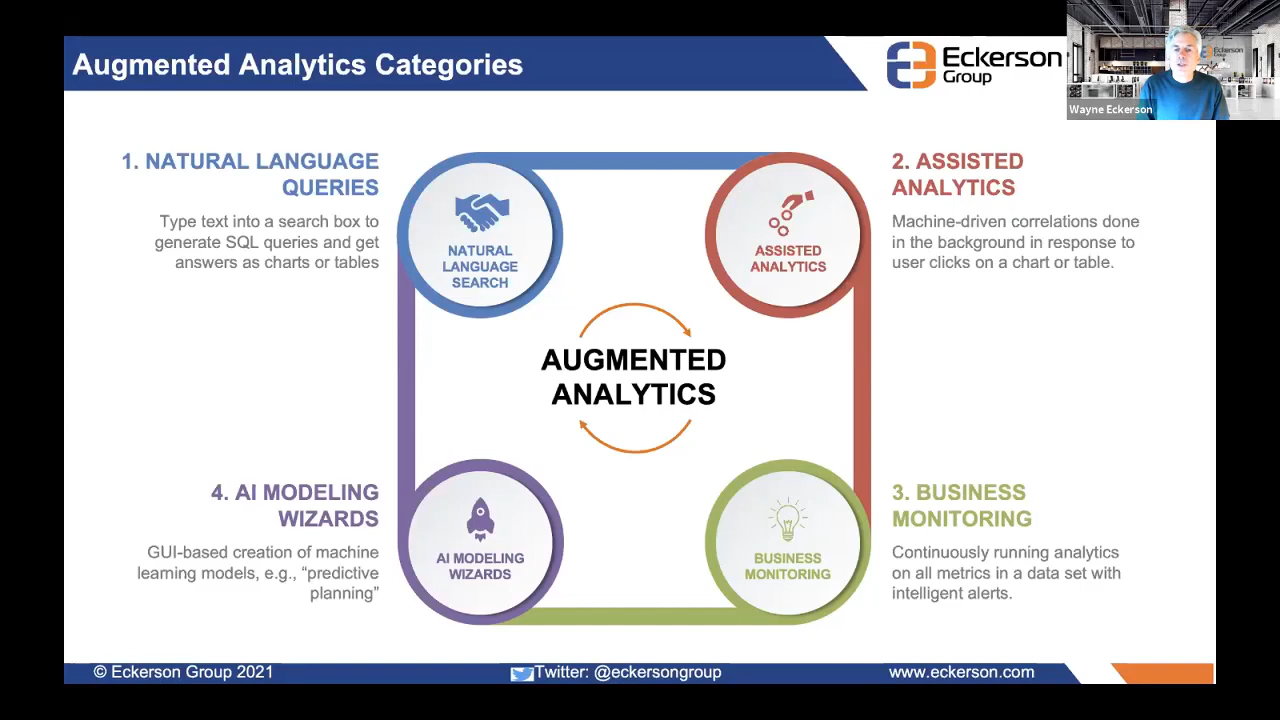 Augmented Analytics Categories
Eckerson
Group
Eckerson
Group
Wayne Eckerson
1. NATURAL LANGUAGE
QUERIES
Type text into a search box to
generate SQL queries and get
answers as charts or tables
NATURAL
LANGUAGE
SEARCH
ASSISTED
ANALYTICS
2. ASSISTED
ANALYTICS
Machine-driven correlations done
in the background in response to
user clicks on a chart or table.
AUGMENTED
ANALYTICS
4. AI MODELING
WIZARDS
GUI-based creation of machine
learning models, e.g., “predictive
planning”
AI MODELING
WIZARDS
BUSINESS
MONITORING
3. BUSINESS
MONITORING
Continuously running analytics
on all metrics in a data set with
intelligent alerts.
© Eckerson Group 2021
Twitter: @eckersongroup
www.eckerson.com